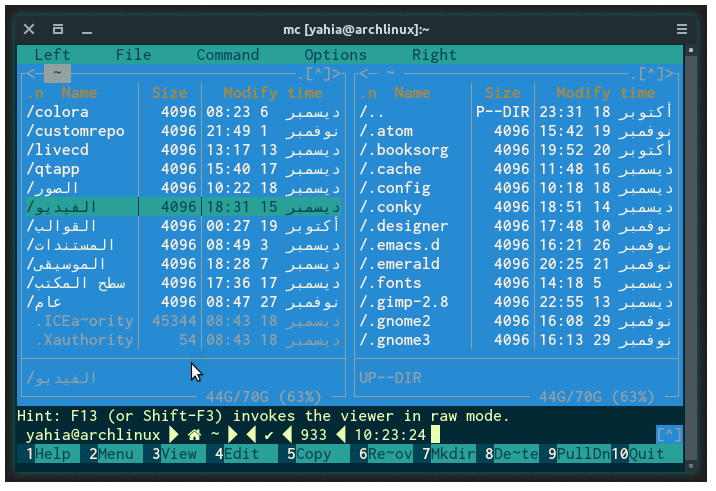 mc [yahia@archlinux]:~
Left File Command Options Right
<- ~ .[^]> <- ~ .[^]>
.n Name Size Modify time .n Name Size Modify time
/colora 4096 08:23 6 ديسمبر /.. P--DIR 23:31 18 أكتوبر
/customrepo 4096 21:49 1 نوفمبر /.atom 4096 15:42 19 نوفمبر
/livecd 4096 13:17 13 ديسمبر /.booksorg 4096 19:52 20 أكتوبر
/qtapp 4096 15:40 17 ديسمبر /.cache 4096 11:48 16 ديسمبر
/الصور 4096 10:22 18 ديسمبر /.config 4096 10:18 18 ديسمبر
/الفيديو 4096 18:31 15 ديسمبر /.conky 4096 18:51 14 ديسمبر
/القوالب 4096 00:27 19 أكتوبر /.designer 4096 17:48 10 نوفمبر
/المستندات 4096 08:49 3 ديسمبر /.emacs.d 4096 16:21 26 نوفمبر
/الموسيقى 4096 18:28 7 ديسمبر /.emerald 4096 20:25 21 نوفمبر
/سطح المكتب 4096 17:36 17 ديسمبر /.fonts 4096 14:18 5 ديسمبر
/عام 4096 08:47 27 نوفمبر /.gimp-2.8 4096 22:55 13 ديسمبر
.ICEa~ority 45344 08:43 18 ديسمبر /.gnome2 4096 16:08 29 نوفمبر
.Xauthority 54 08:43 18 ديسمبر /.gnome3 4096 16:13 29 نوفمبر
/الفيديو UP--DIR
44G/70G (63%) 44G/70G (63%)
Hint: F13 (or Shift-F3) invokes the viewer in raw mode.
yahia@archlinux ~ ✔ 933 10:23:24 [^]
1Help 2Menu 3View 4Edit 5Copy 6Re~ov 7Mkdir 8De~te 9PullDn 10Quit